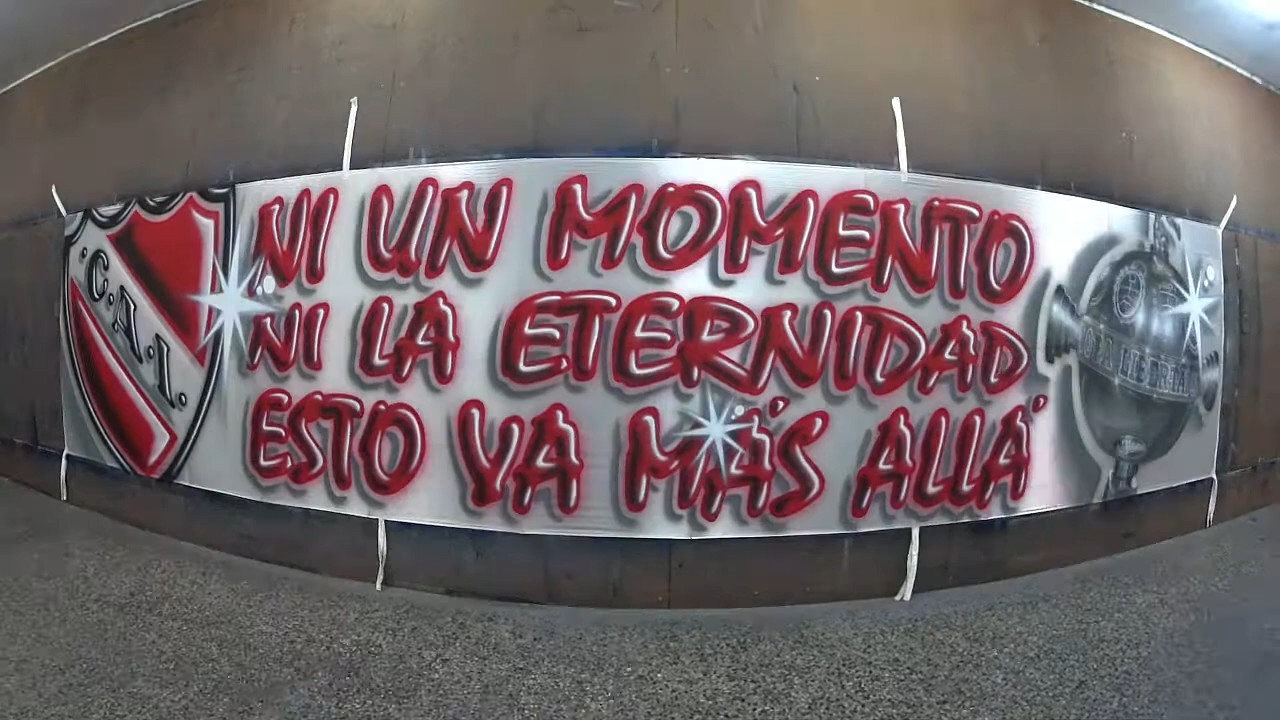 C.A.I.
NI UN MOMENTO
NI LA ETERNIDAD
ESTO VA MÁS ALLÁ